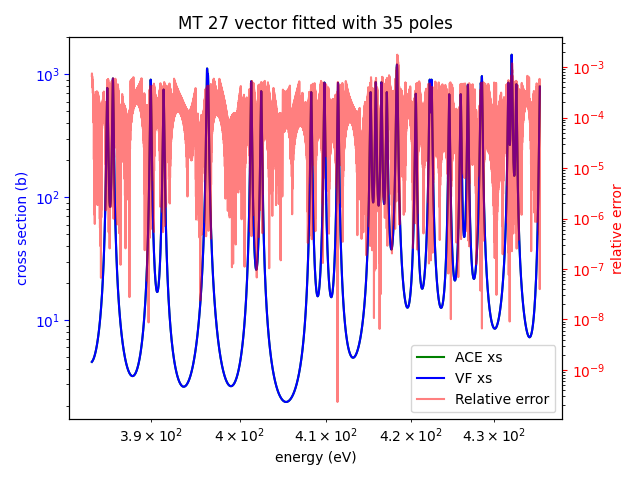 MT 27 vector fitted with 35 poles
10³
10²
10¹
cross section (b)
10⁻³
10⁻⁴
10⁻⁵
10⁻⁶
10⁻⁷
10⁻⁸
10⁻⁹
relative error
ACE xs
VF xs
Relative error
3.9 × 10² 4 × 10² 4.1 × 10² 4.2 × 10² 4.3 × 10²
energy (eV)